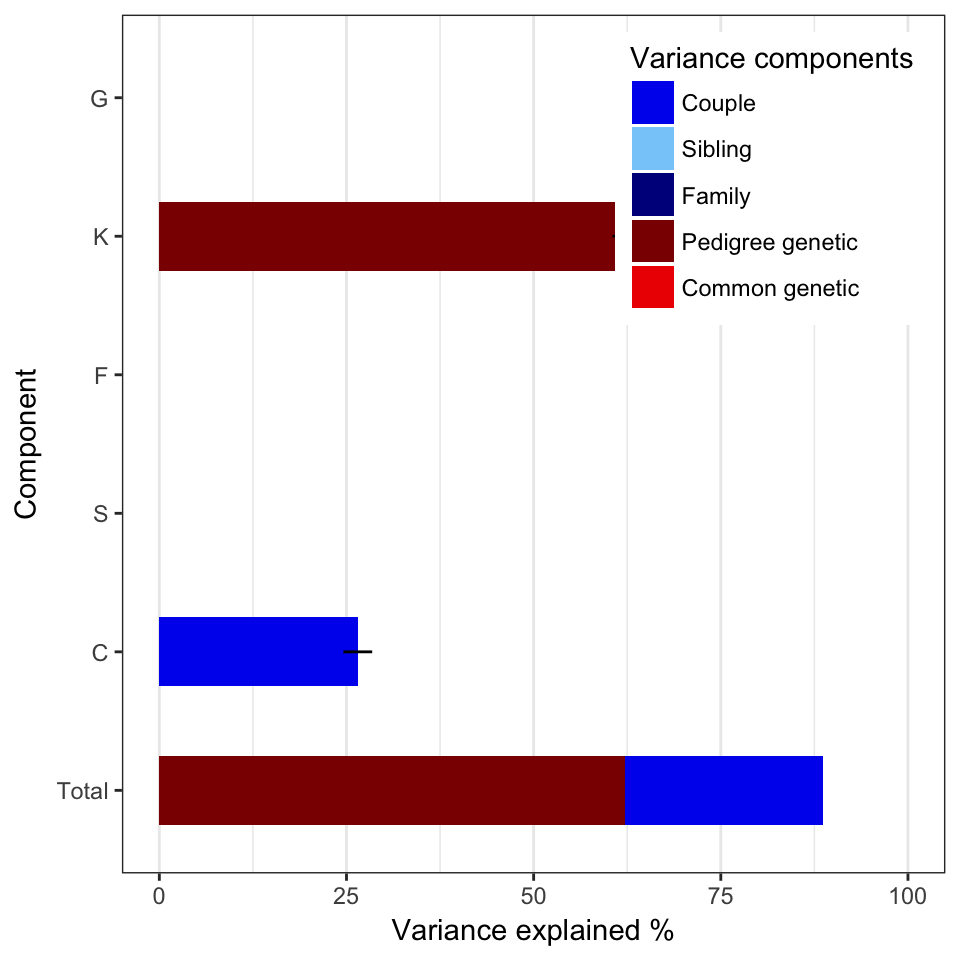 Variance components
Couple
Sibling
Family
Pedigree genetic
Common genetic
G
K
F
S
C
Total
Component
0 25 50 75 100
Variance explained %